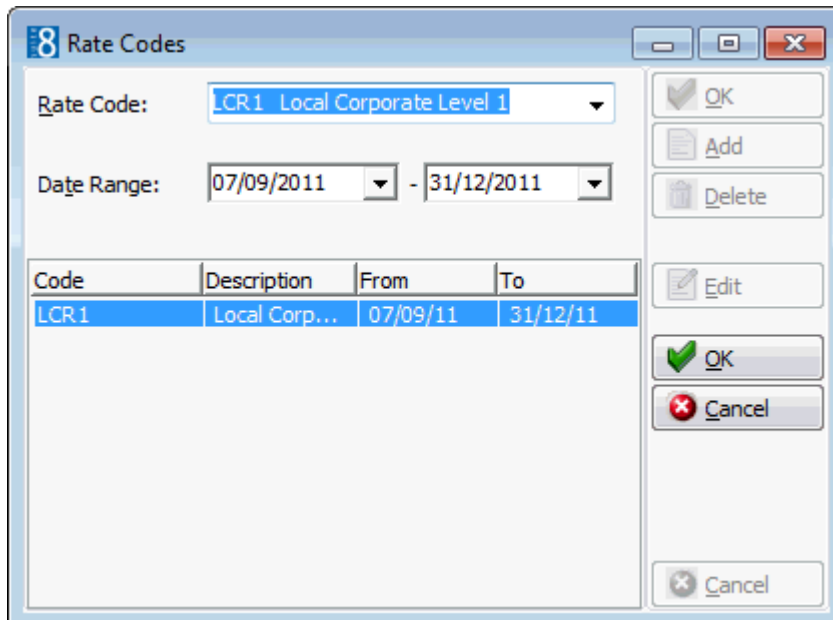 8 Rate Codes
Rate Code: LCR1 Local Corporate Level 1
Date Range: 07/09/2011 - 31/12/2011
Code Description From To
LCR1 Local Corp... 07/09/11 31/12/11
OK
Add
Delete
Edit
OK
Cancel
Cancel